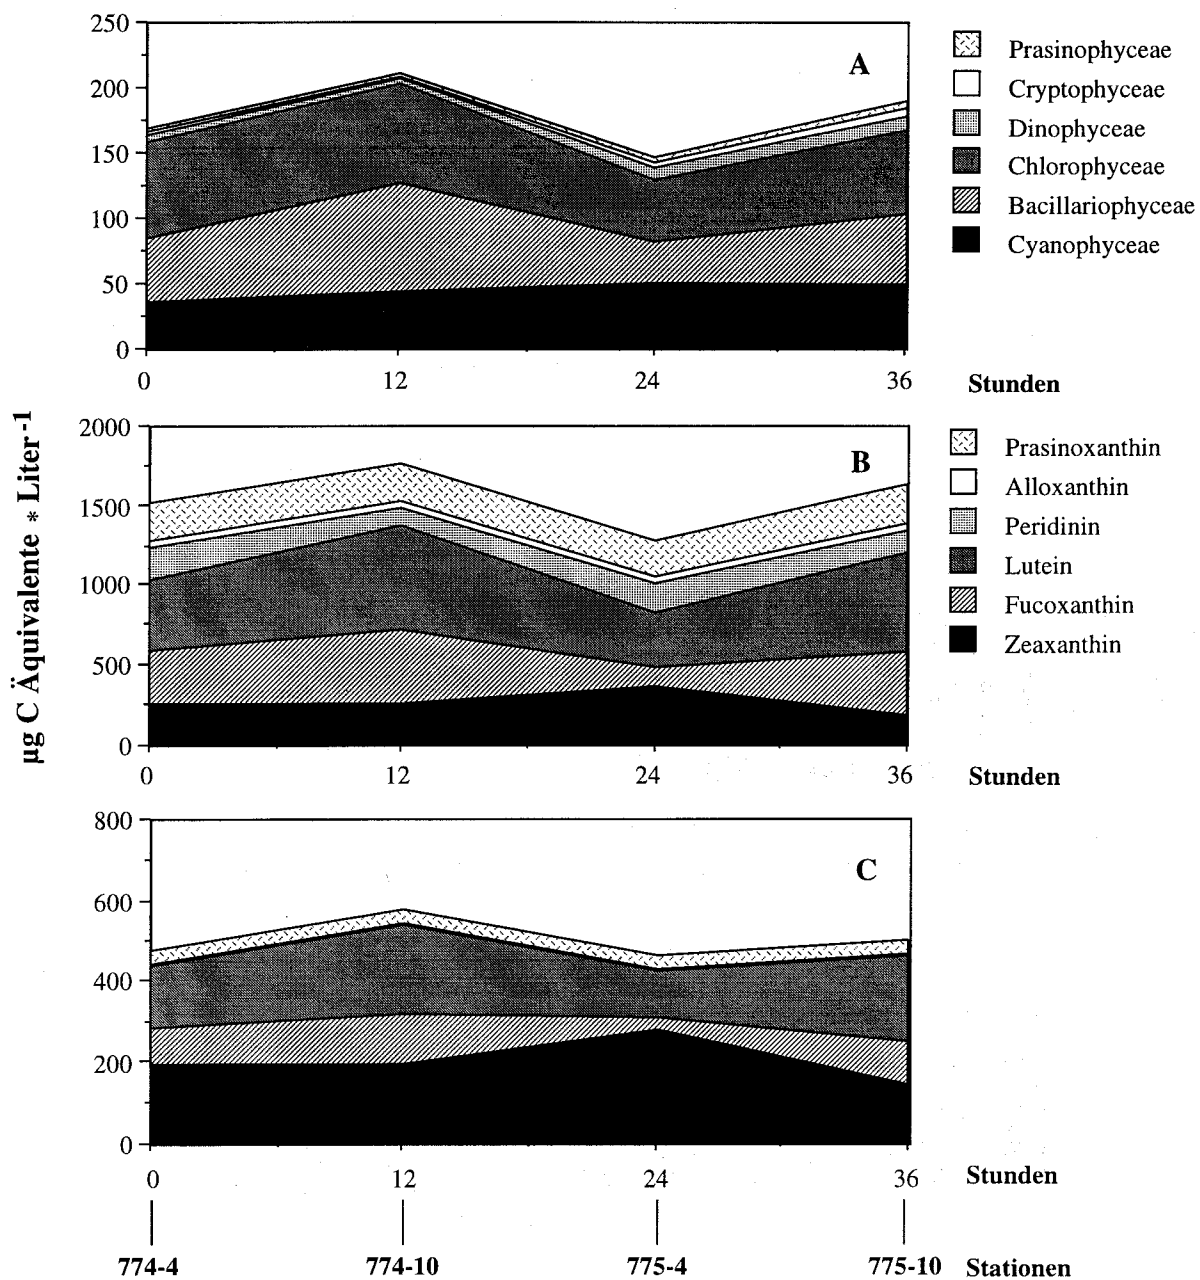 250
200
150
100
50
0
A
Prasinophyceae
Cryptophyceae
Dinophyceae
Chlorophyceae
Bacillariophyceae
Cyanophyceae
0 12 24 36 Stunden
µg C Äquivalente * Liter-1
2000
1500
1000
500
0
B
Prasinoxanthin
Alloxanthin
Peridinin
Lutein
Fucoxanthin
Zeaxanthin
0 12 24 36 Stunden
800
600
400
200
0
C
0 12 24 36 Stunden
774-4 774-10 775-4 775-10 Stationen